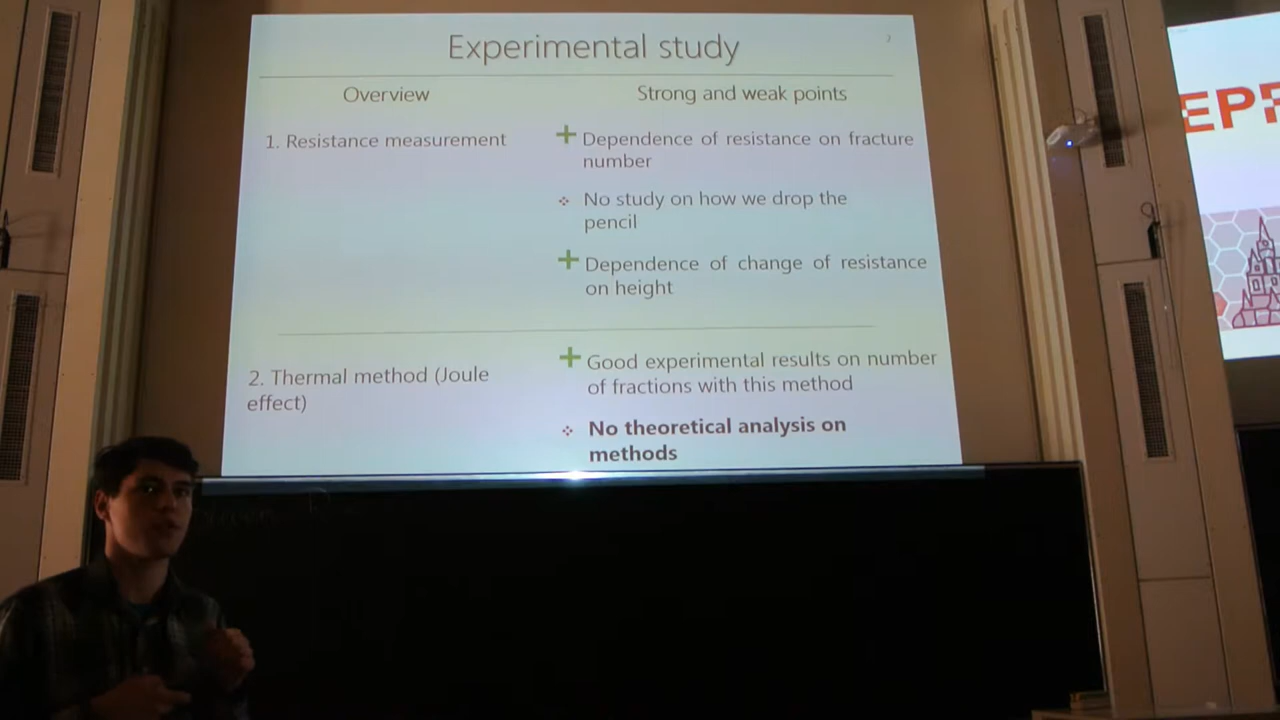 Experimental study
Overview
Strong and weak points
1. Resistance measurement
Dependence of resistance on fracture
number
No study on how we drop the
pencil
Dependence of change of resistance
on height
2. Thermal method (Joule
effect)
Good experimental results on number
of fractions with this method
No theoretical analysis on
methods